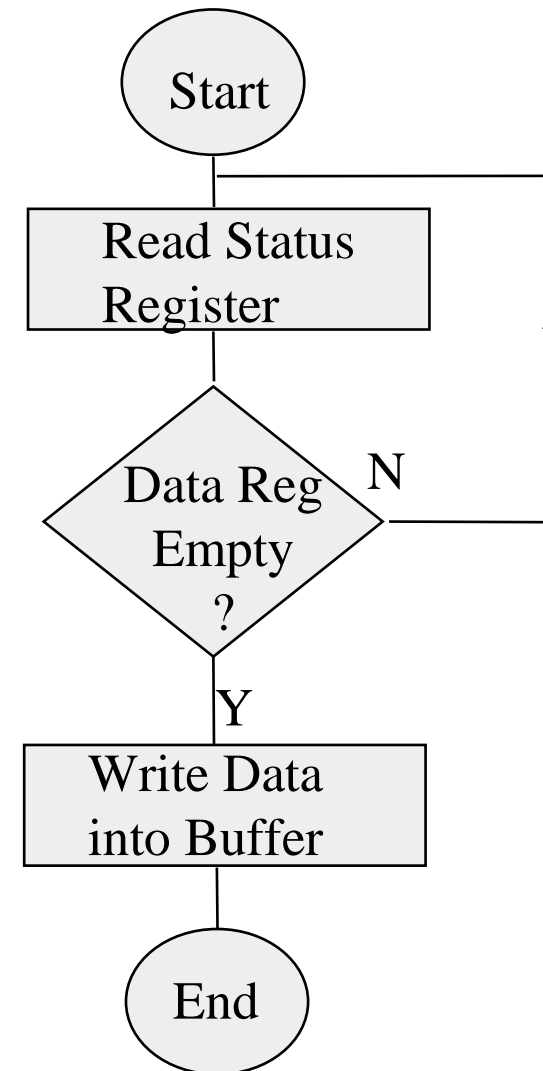 Start
Read Status
Register
Data Reg
Empty
?
N
Y
Write Data
into Buffer
End